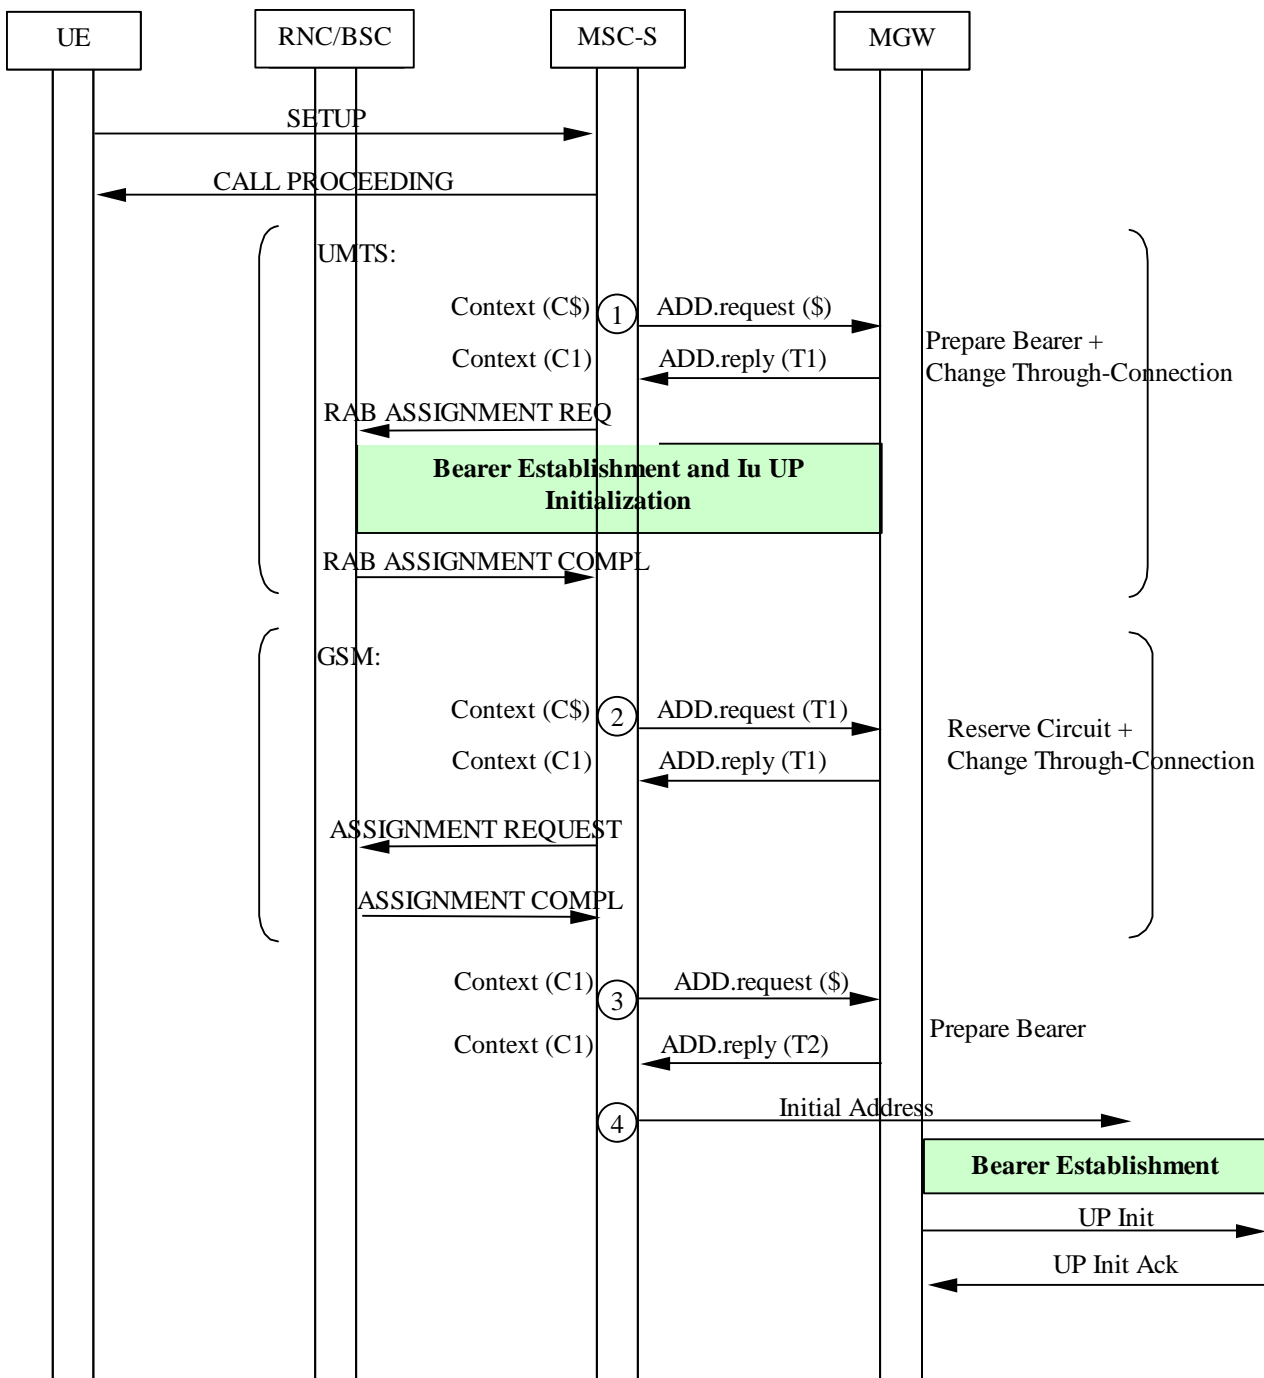 UE
RNC/BSC
MSC-S
MGW
SETUP
CALL PROCEEDING
UMTS:
Context (C$)
1
ADD.request ($)
Prepare Bearer +
Change Through-Connection
Context (C1)
ADD.reply (T1)
RAB ASSIGNMENT REQ
Bearer Establishment and Iu UP
Initialization
RAB ASSIGNMENT COMPL
GSM:
Context (C$)
2
ADD.request (T1)
Reserve Circuit +
Change Through-Connection
Context (C1)
ADD.reply (T1)
ASSIGNMENT REQUEST
ASSIGNMENT COMPL
Context (C1)
3
ADD.request ($)
Prepare Bearer
Context (C1)
ADD.reply (T2)
4
Initial Address
Bearer Establishment
UP Init
UP Init Ack